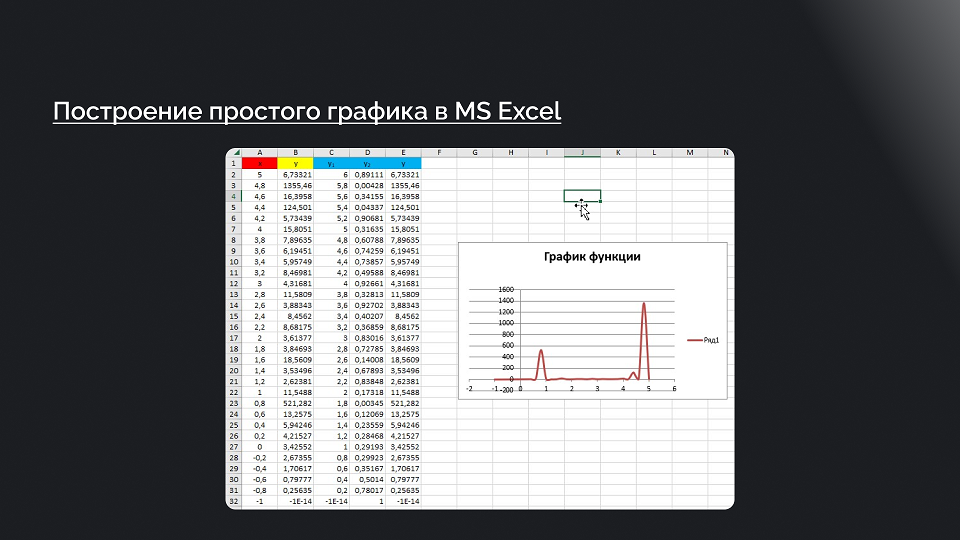 Построение простого графика в MS Excel
A B C D E F G H I J K L M N
1 x y y₁ y₂ y
2 5 6,73321 6 0,89111 6,73321
3 4,8 1355,46 5,8 0,00428 1355,46
4 4,6 16,3958 5,6 0,34155 16,3958
5 4,4 124,501 5,4 0,04337 124,501
6 4,2 5,73439 5,2 0,90681 5,73439
7 4 15,8051 5 0,31635 15,8051
8 3,8 7,89635 4,8 0,60788 7,89635
9 3,6 6,19451 4,6 0,74259 6,19451
10 3,4 5,95749 4,4 0,73857 5,95749
11 3,2 8,46981 4,2 0,49588 8,46981
12 3 4,31681 4 0,92661 4,31681
13 2,8 11,5809 3,8 0,32813 11,5809
14 2,6 3,88343 3,6 0,92702 3,88343
15 2,4 8,4562 3,4 0,40207 8,4562
16 2,2 8,68175 3,2 0,36859 8,68175
17 2 3,61377 3 0,83016 3,61377
18 1,8 3,84693 2,8 0,72785 3,84693
19 1,6 18,5609 2,6 0,14008 18,5609
20 1,4 3,53496 2,4 0,67893 3,53496
21 1,2 2,62381 2,2 0,83848 2,62381
22 1 11,5488 2 0,17318 11,5488
23 0,8 521,282 1,8 0,00345 521,282
24 0,6 13,2575 1,6 0,12069 13,2575
25 0,4 5,94246 1,4 0,23559 5,94246
26 0,2 4,21527 1,2 0,28468 4,21527
27 0 3,42552 1 0,29193 3,42552
28 -0,2 2,67355 0,8 0,29923 2,67355
29 -0,4 1,70617 0,6 0,35167 1,70617
30 -0,6 0,79777 0,4 0,5014 0,79777
31 -0,8 0,25635 0,2 0,78017 0,25635
32 -1 -1E-14 -1E-14 1 -1E-14
График функции
1600
1400
1200
1000
800
600
400
200
0
-200
-2 -1 0 1 2 3 4 5 6
Ряд1